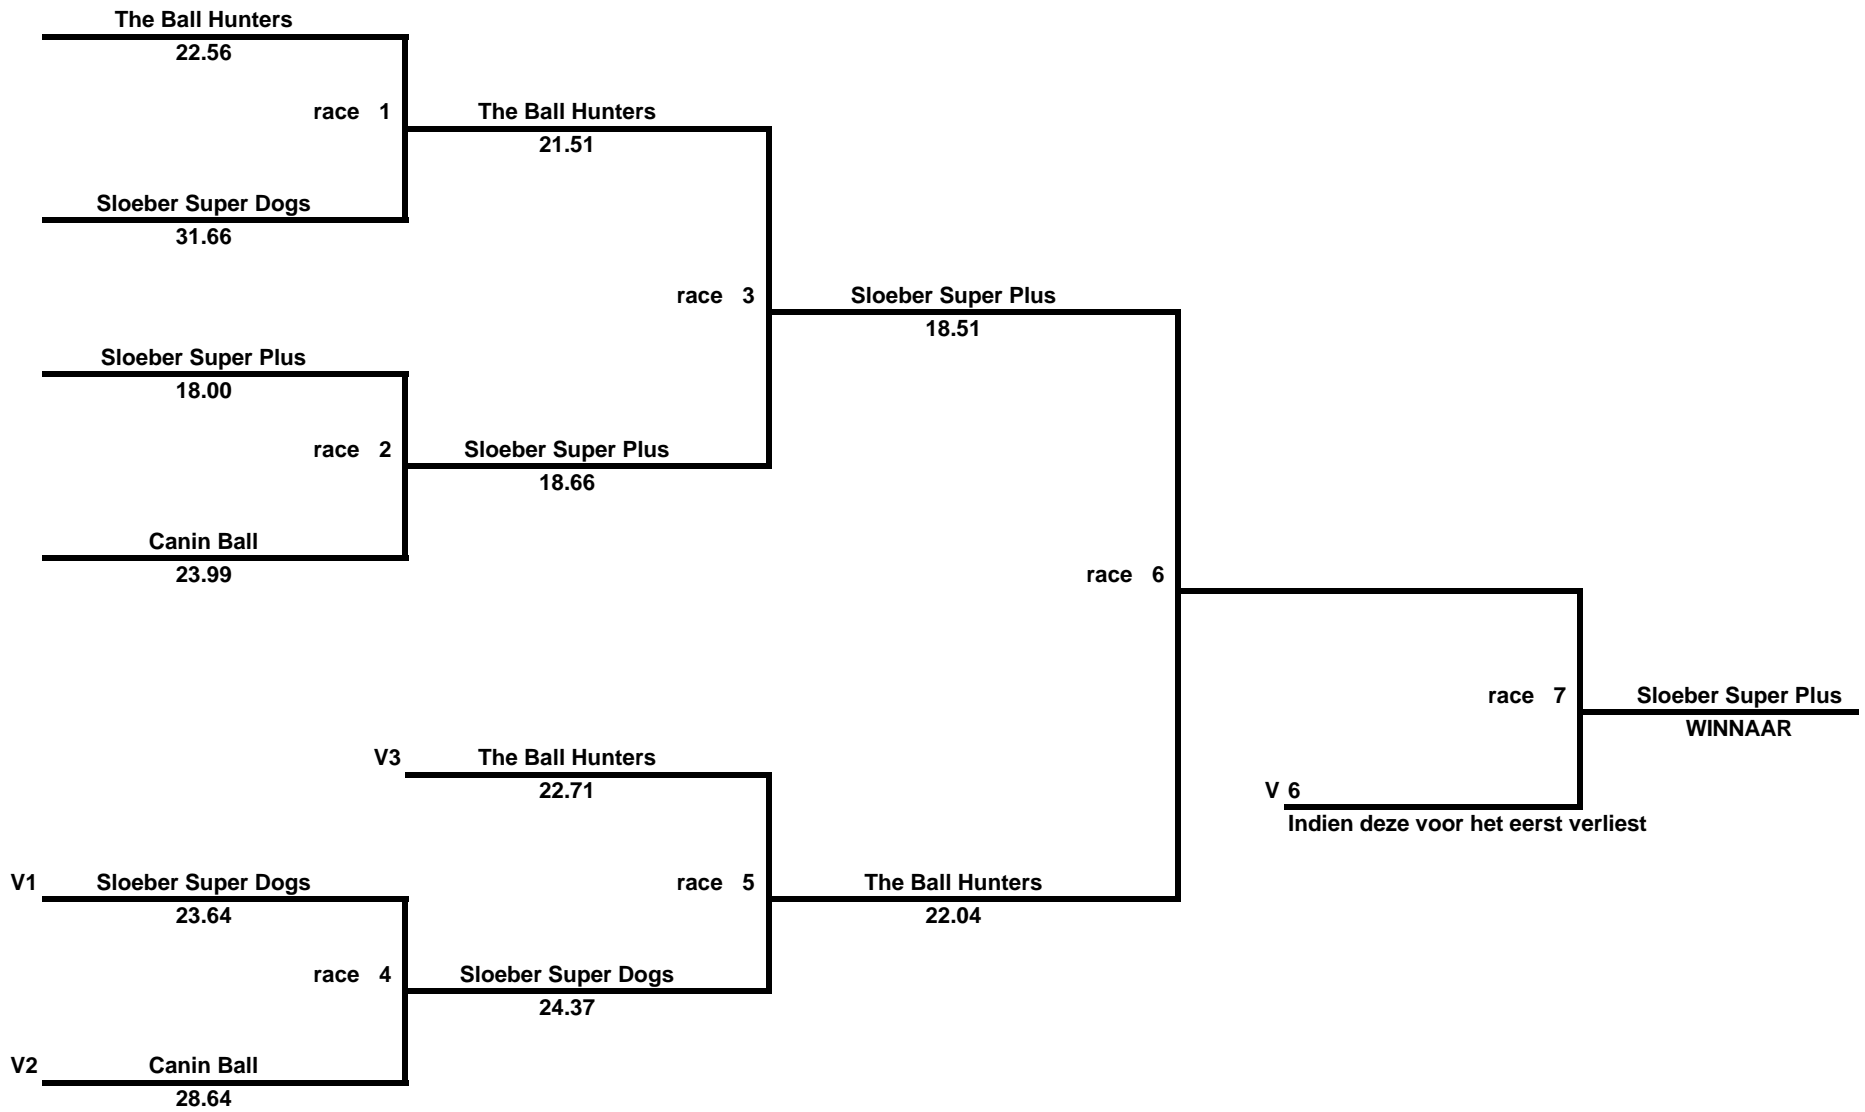 The Ball Hunters
22.56
race 1
The Ball Hunters
21.51
Sloeber Super Dogs
31.66
race 3
Sloeber Super Plus
18.51
Sloeber Super Plus
18.00
race 2
Sloeber Super Plus
18.66
Canin Ball
23.99
race 6
race 7
Sloeber Super Plus
WINNAAR
V3
The Ball Hunters
22.71
V 6
Indien deze voor het eerst verliest
V1
Sloeber Super Dogs
23.64
race 5
The Ball Hunters
22.04
race 4
Sloeber Super Dogs
24.37
V2
Canin Ball
28.64